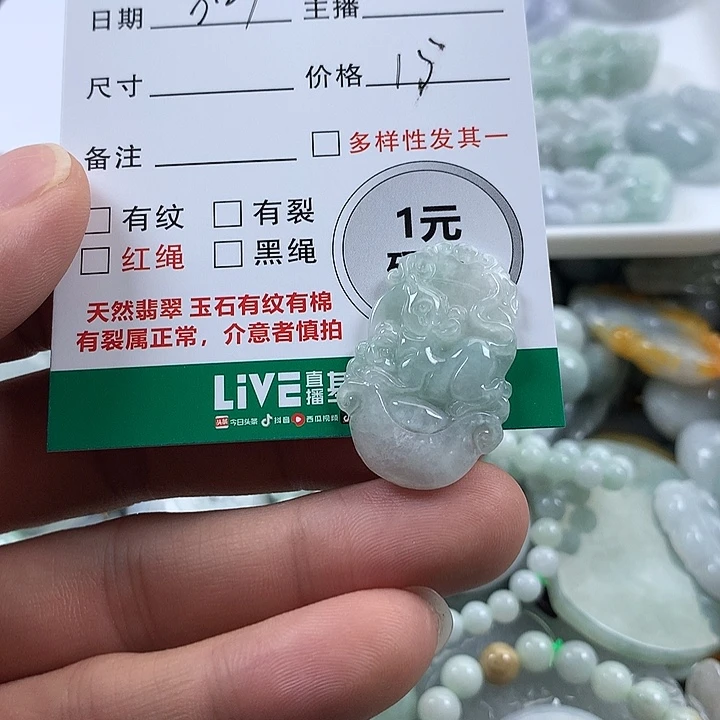 日期 主播
尺寸 价格 15
备注 多样性发其一
有纹 有裂
红绳 黑绳
1元
天然翡翠 玉石有纹有棉
有裂属正常，介意者慎拍
LiVE 直播基
头条 今日头条 抖音 西瓜视频